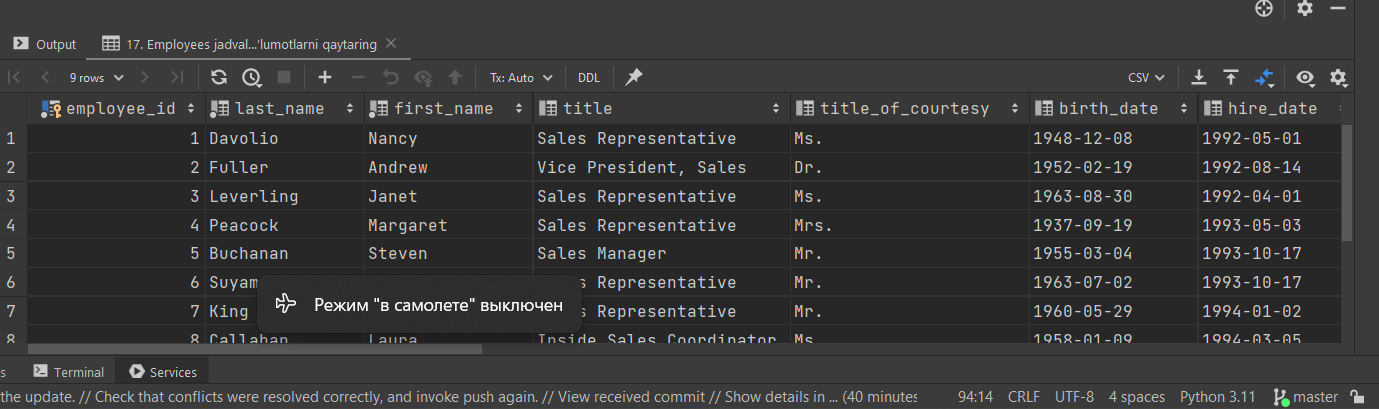 Output 17. Employees jadval...'lumotlarni qaytaring
9 rows Tx: Auto DDL CSV
employee_id last_name first_name title title_of_courtesy birth_date hire_date
1 1 Davolio Nancy Sales Representative Ms. 1948-12-08 1992-05-01
2 2 Fuller Andrew Vice President, Sales Dr. 1952-02-19 1992-08-14
3 3 Leverling Janet Sales Representative Ms. 1963-08-30 1992-04-01
4 4 Peacock Margaret Sales Representative Mrs. 1937-09-19 1993-05-03
5 5 Buchanan Steven Sales Manager Mr. 1955-03-04 1993-10-17
6 6 Suyam s Representative Mr. 1963-07-02 1993-10-17
Режим "в самолете" выключен
7 7 King s Representative Mr. 1960-05-29 1994-01-02
8 8 Callahan Laura Inside Sales Coordinator Ms. 1958-01-09 1994-03-05
s Terminal Services
the update. // Check that conflicts were resolved correctly, and invoke push again. // View received commit // Show details in ... (40 minutes 94:14 CRLF UTF-8 4 spaces Python 3.11 master